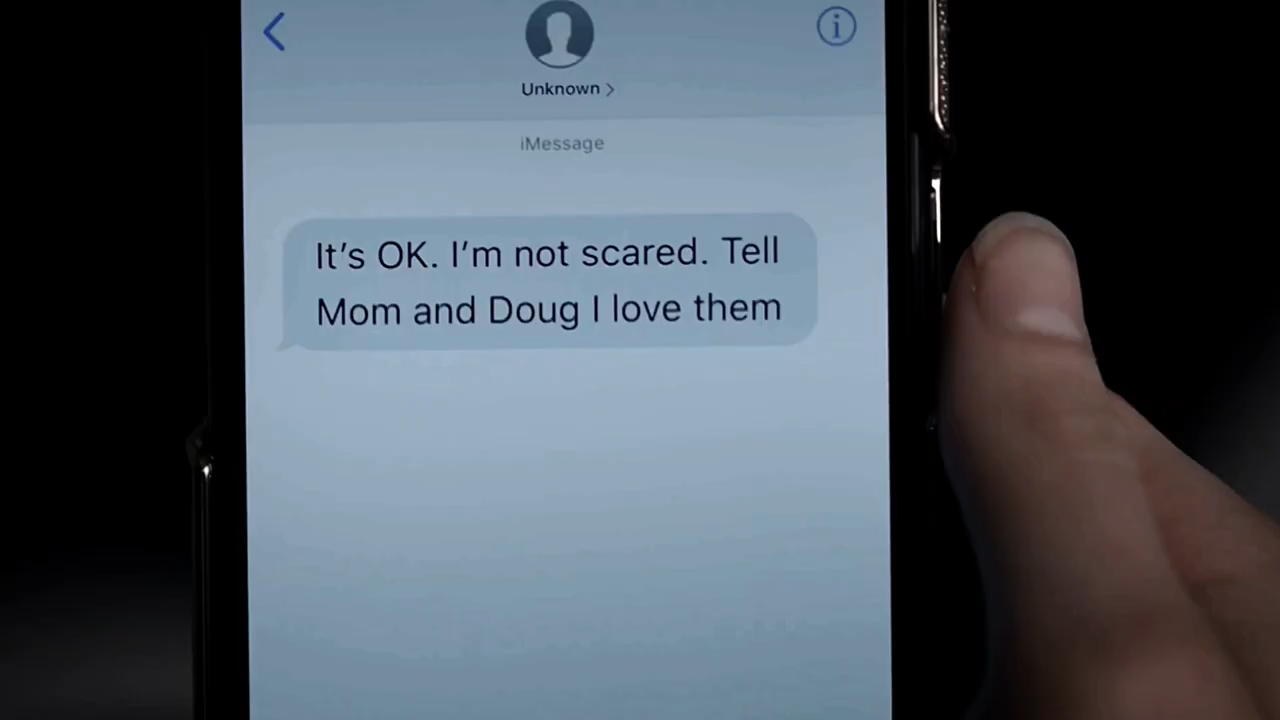 Unknown >
iMessage
It’s OK. I’m not scared. Tell
Mom and Doug I love them